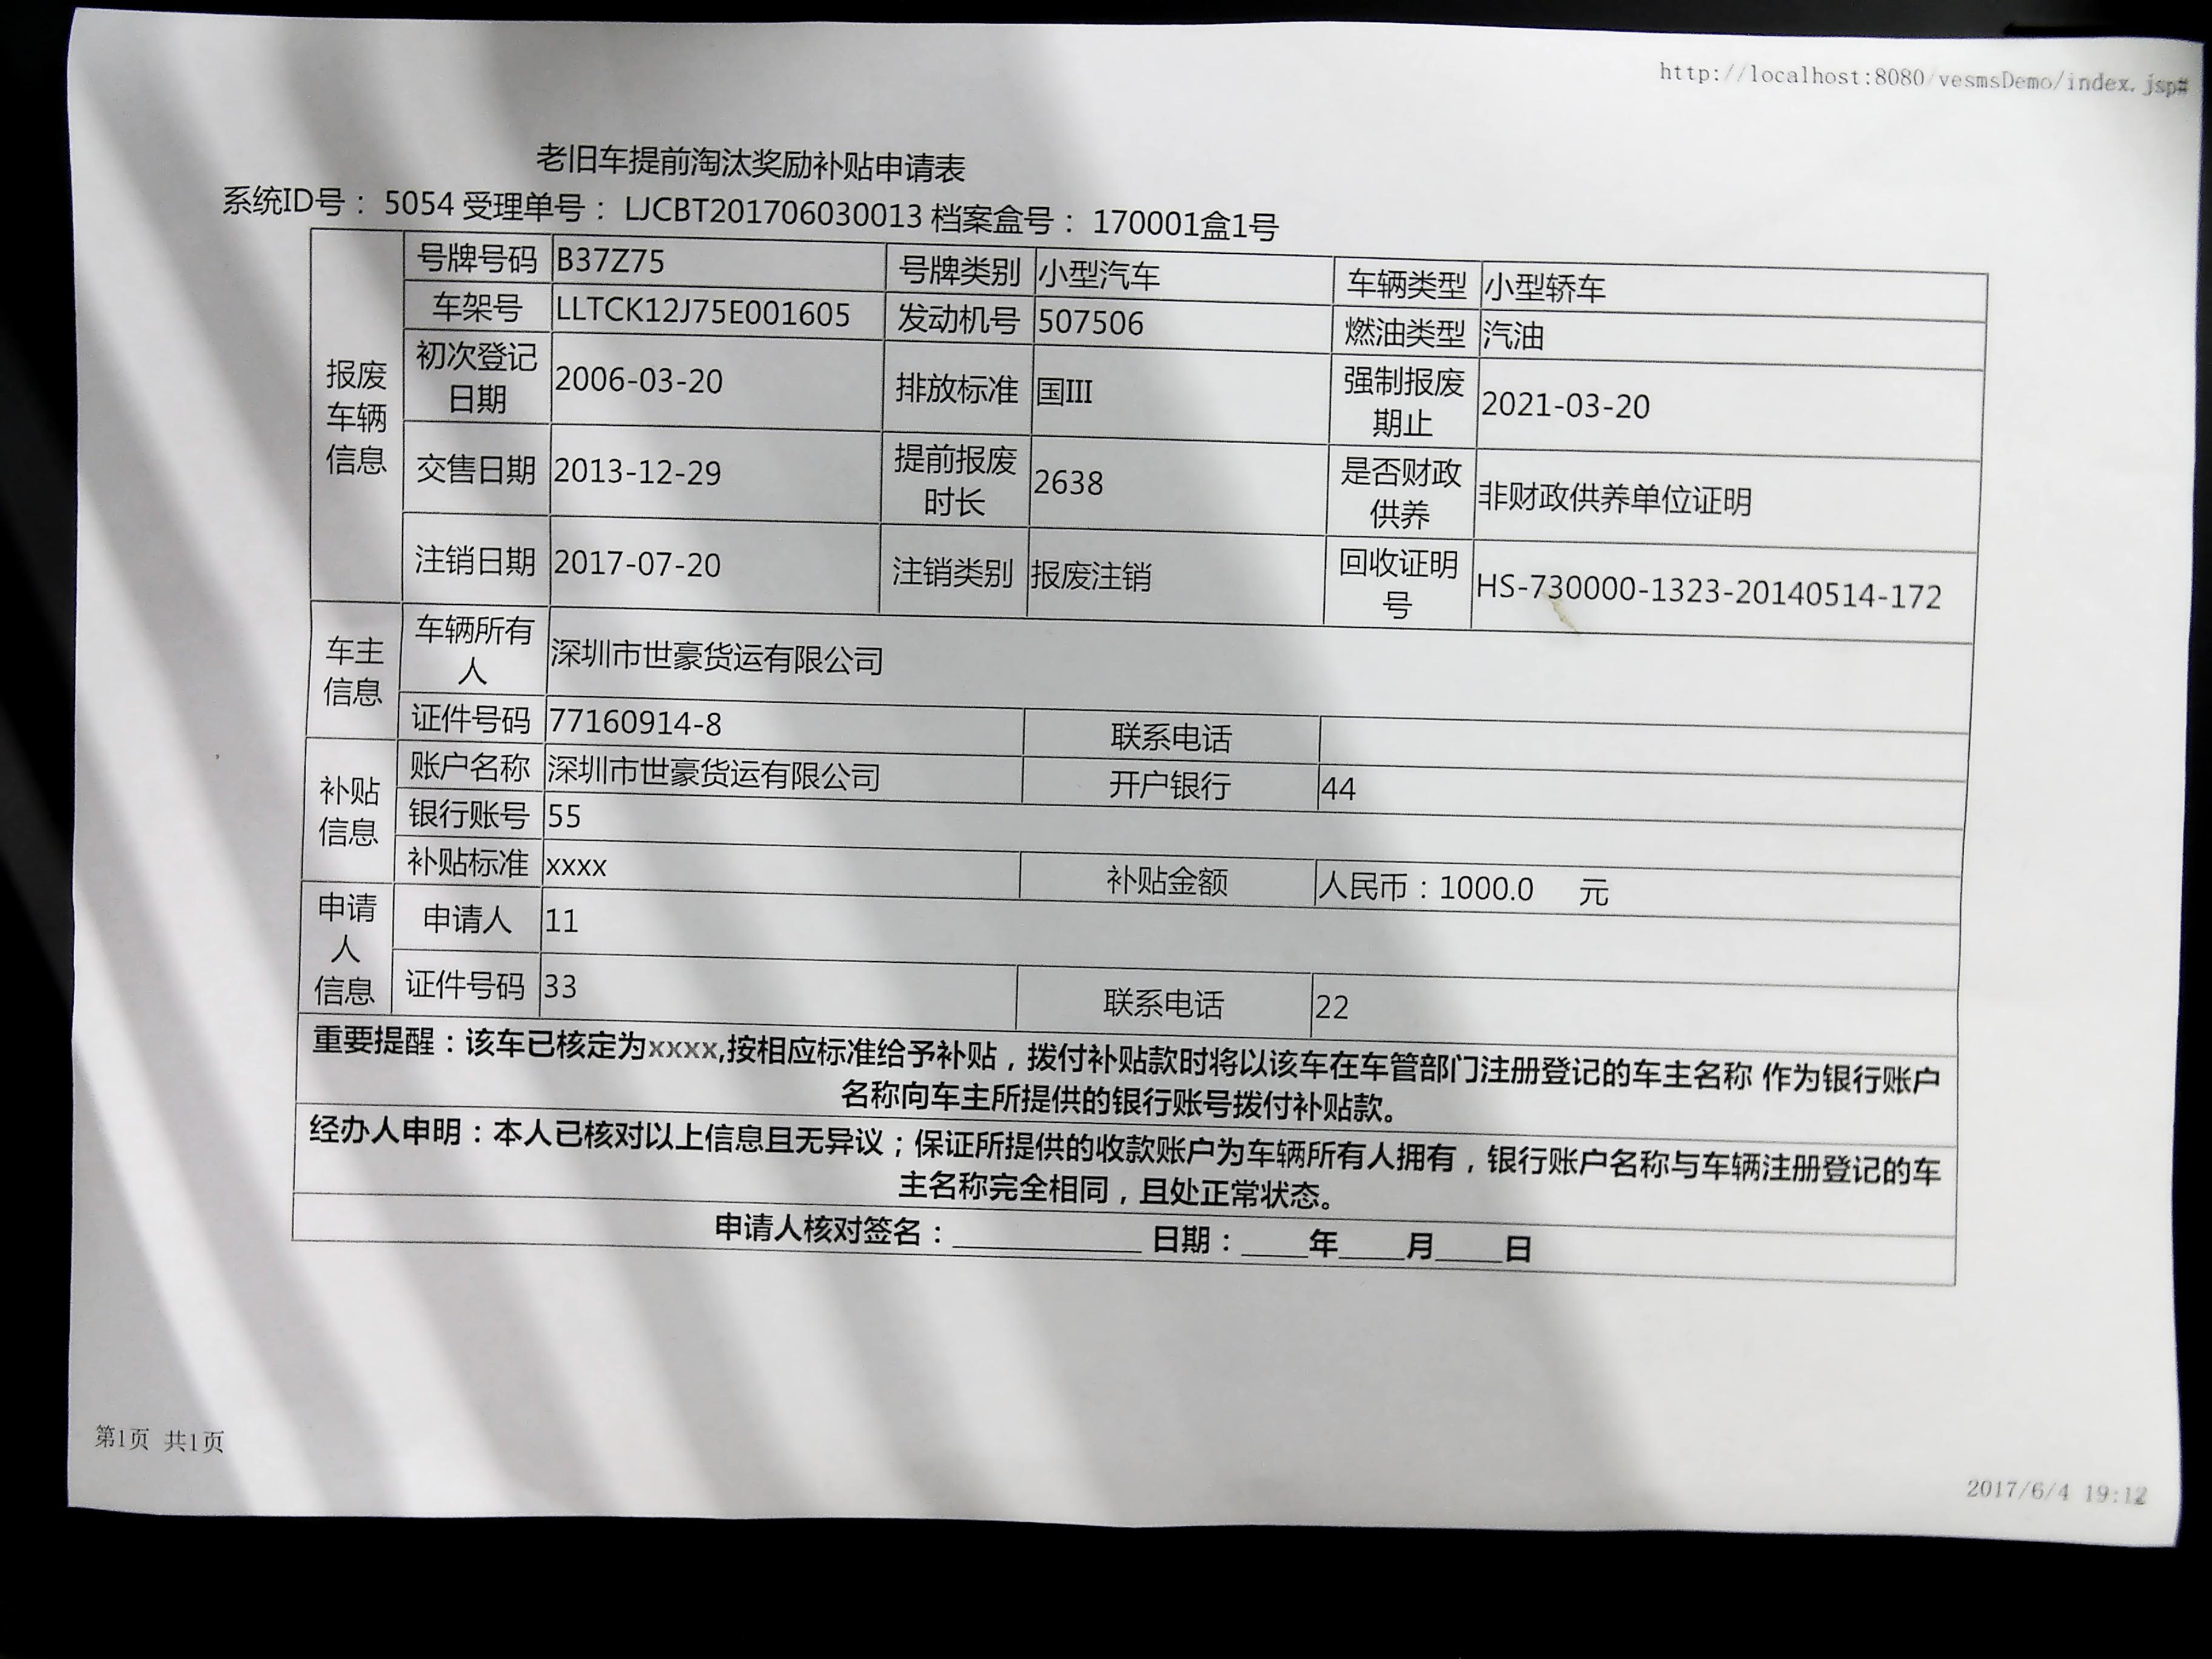 http://localhost:8080/vesmsDemo/index.jsp#
老旧车提前淘汰奖励补贴申请表
系统ID号： 5054 受理单号： LJCBT201706030013 档案盒号： 170001盒1号
报废车辆信息
号牌号码 B37Z75 号牌类别 小型汽车 车辆类型 小型轿车
车架号 LLTCK12J75E001605 发动机号 507506 燃油类型 汽油
初次登记日期 2006-03-20 排放标准 国III 强制报废期止 2021-03-20
交售日期 2013-12-29 提前报废时长 2638 是否财政供养 非财政供养单位证明
注销日期 2017-07-20 注销类别 报废注销 回收证明号 HS-730000-1323-20140514-172
车主信息
车辆所有人 深圳市世豪货运有限公司
证件号码 77160914-8 联系电话
补贴信息
账户名称 深圳市世豪货运有限公司 开户银行 44
银行账号 55
补贴标准 xxxx 补贴金额 人民币：1000.0 元
申请人信息
申请人 11
证件号码 33 联系电话 22
重要提醒：该车已核定为xxxx,按相应标准给予补贴，拨付补贴款时将以该车在车管部门注册登记的车主名称 作为银行账户
名称向车主所提供的银行账号拨付补贴款。
经办人申明：本人已核对以上信息且无异议；保证所提供的收款账户为车辆所有人拥有，银行账户名称与车辆注册登记的车
主名称完全相同，且处正常状态。
申请人核对签名：___________ 日期：____年____月____日
第1页 共1页
2017/6/4 19:12